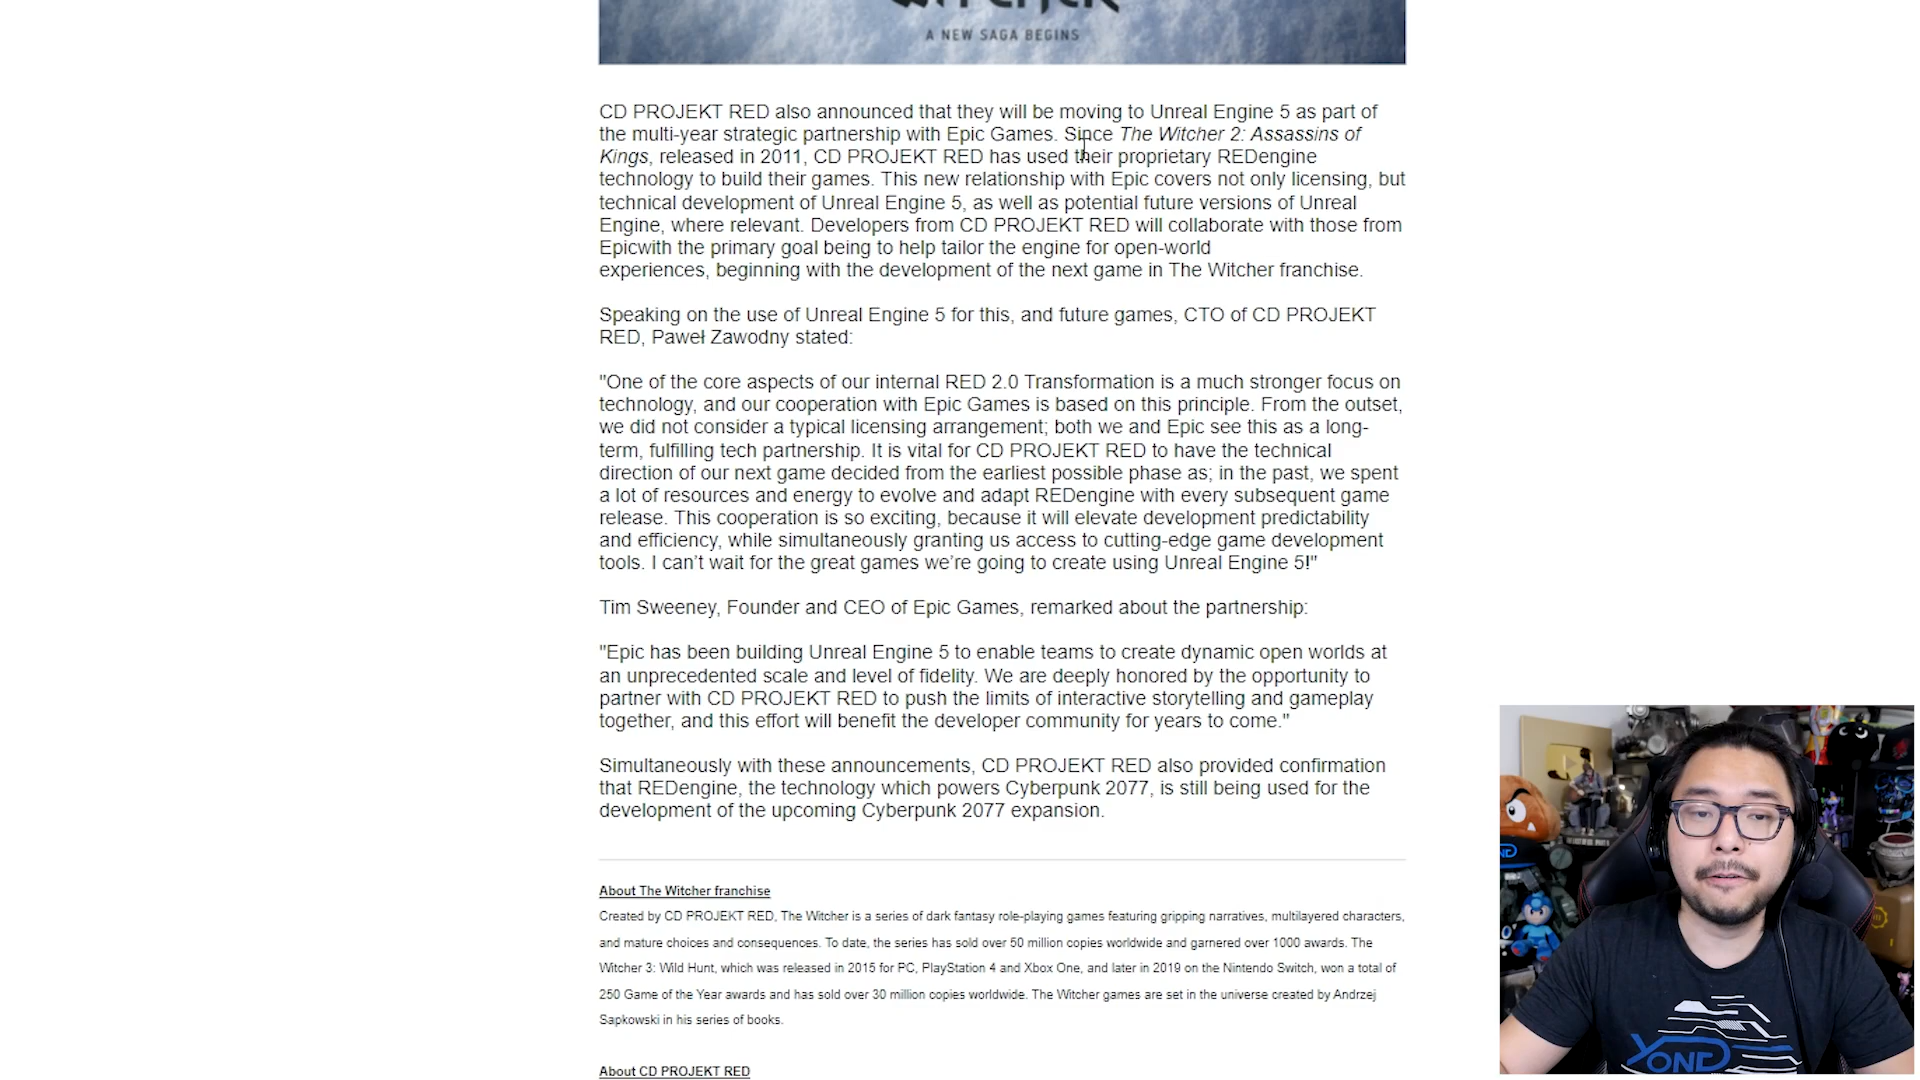 A NEW SAGA BEGINS
CD PROJEKT RED also announced that they will be moving to Unreal Engine 5 as part of
the multi-year strategic partnership with Epic Games. Since The Witcher 2: Assassins of
Kings, released in 2011, CD PROJEKT RED has used their proprietary REDengine
technology to build their games. This new relationship with Epic covers not only licensing, but
technical development of Unreal Engine 5, as well as potential future versions of Unreal
Engine, where relevant. Developers from CD PROJEKT RED will collaborate with those from
Epicwith the primary goal being to help tailor the engine for open-world
experiences, beginning with the development of the next game in The Witcher franchise.
Speaking on the use of Unreal Engine 5 for this, and future games, CTO of CD PROJEKT
RED, Paweł Zawodny stated:
"One of the core aspects of our internal RED 2.0 Transformation is a much stronger focus on
technology, and our cooperation with Epic Games is based on this principle. From the outset,
we did not consider a typical licensing arrangement; both we and Epic see this as a long-
term, fulfilling tech partnership. It is vital for CD PROJEKT RED to have the technical
direction of our next game decided from the earliest possible phase as; in the past, we spent
a lot of resources and energy to evolve and adapt REDengine with every subsequent game
release. This cooperation is so exciting, because it will elevate development predictability
and efficiency, while simultaneously granting us access to cutting-edge game development
tools. I can't wait for the great games we're going to create using Unreal Engine 5!"
Tim Sweeney, Founder and CEO of Epic Games, remarked about the partnership:
"Epic has been building Unreal Engine 5 to enable teams to create dynamic open worlds at
an unprecedented scale and level of fidelity. We are deeply honored by the opportunity to
partner with CD PROJEKT RED to push the limits of interactive storytelling and gameplay
together, and this effort will benefit the developer community for years to come."
Simultaneously with these announcements, CD PROJEKT RED also provided confirmation
that REDengine, the technology which powers Cyberpunk 2077, is still being used for the
development of the upcoming Cyberpunk 2077 expansion.
About The Witcher franchise
Created by CD PROJEKT RED, The Witcher is a series of dark fantasy role-playing games featuring gripping narratives, multilayered characters,
and mature choices and consequences. To date, the series has sold over 50 million copies worldwide and garnered over 1000 awards. The
Witcher 3: Wild Hunt, which was released in 2015 for PC, PlayStation 4 and Xbox One, and later in 2019 on the Nintendo Switch, won a total of
250 Game of the Year awards and has sold over 30 million copies worldwide. The Witcher games are set in the universe created by Andrzej
Sapkowski in his series of books.
About CD PROJEKT RED
YOND